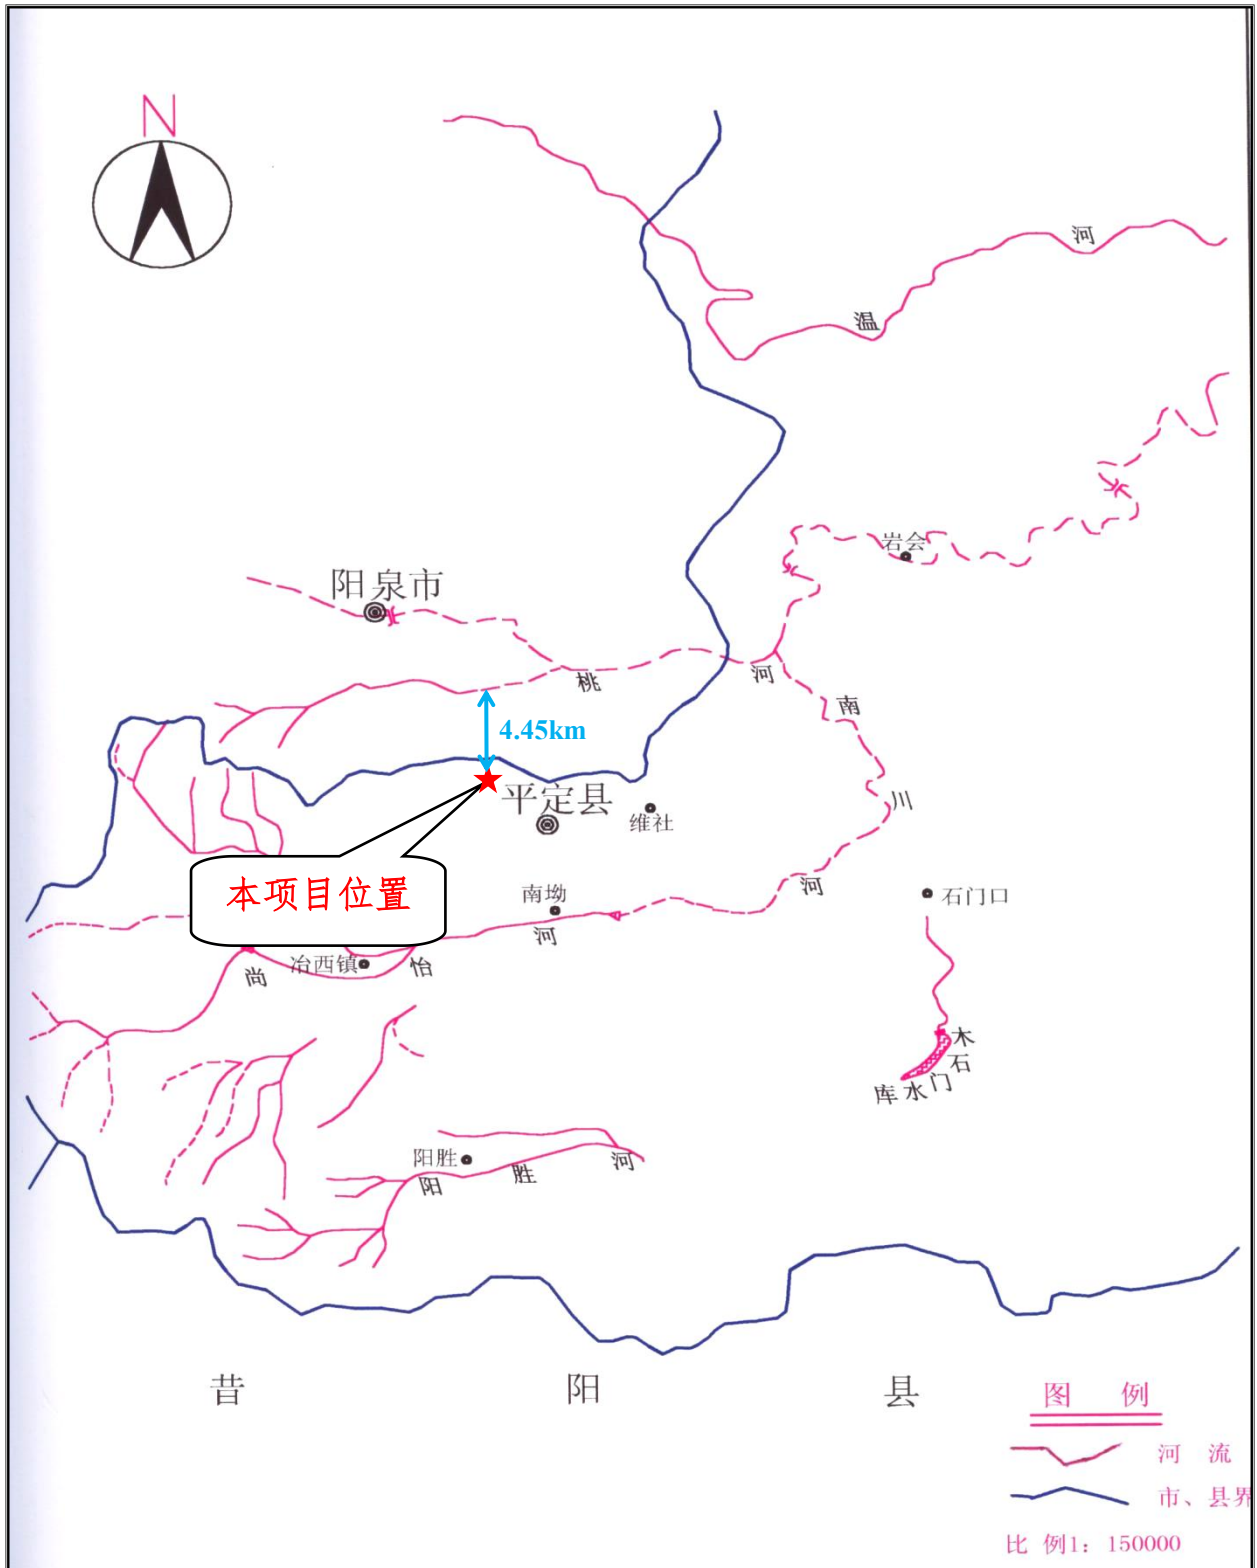 N
河
温
岩会
阳泉市
桃
河
南
4.45km
川
平定县
维社
本项目位置
河
南坳
石门口
河
尚
冶西镇
怡
木
石
门
水
库
阳胜
阳
胜
河
昔 阳 县
图 例
河 流
市、县界
比 例1: 150000